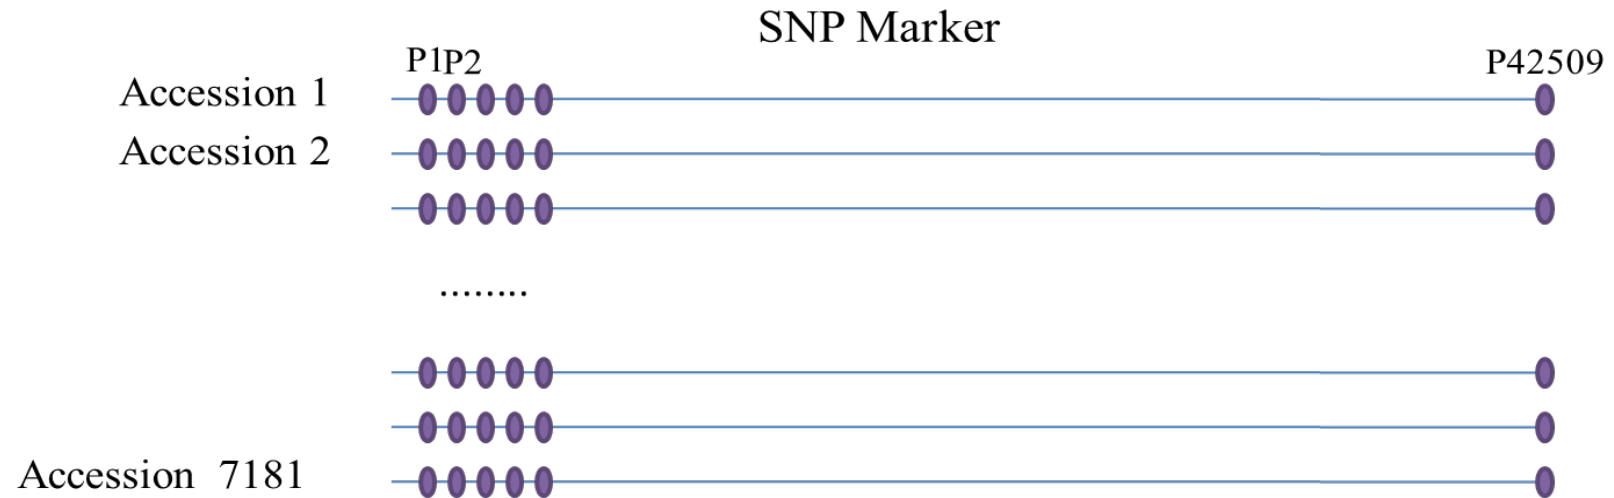 SNP Marker
P1P2 P42509
Accession 1
Accession 2
........
Accession 7181